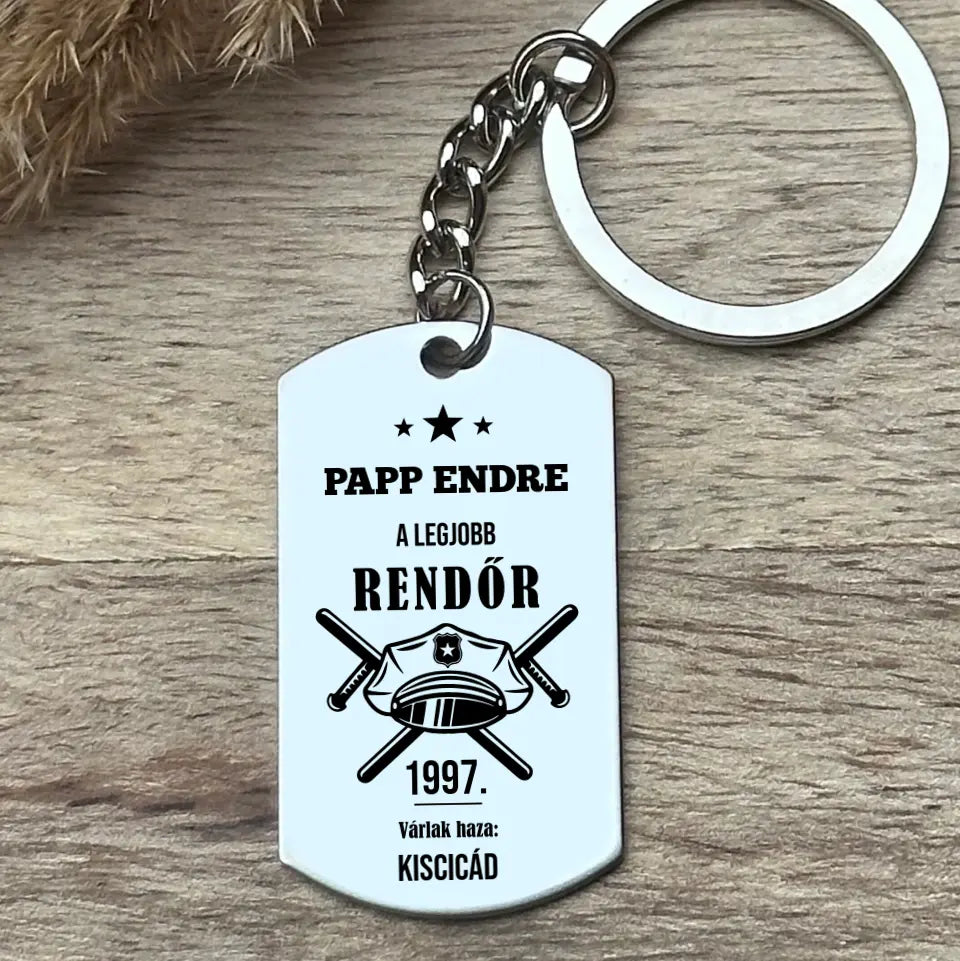 PAPP ENDRE
A LEGJOBB
RENDŐR
1997.
Várlak haza:
KISCICÁD